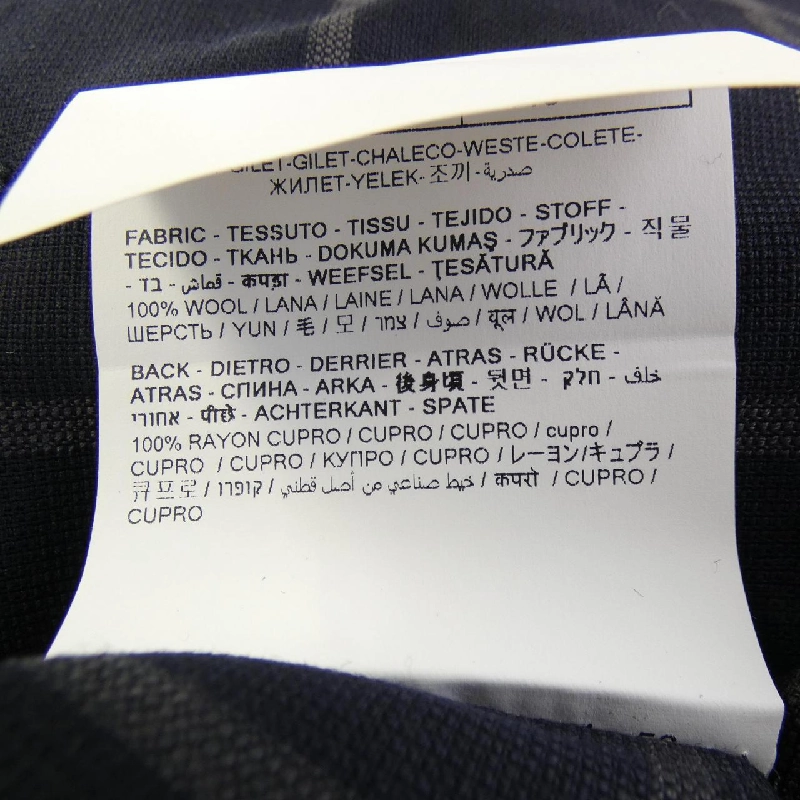 GILET-GILET-CHALECO-WESTE-COLETE-
ЖИЛЕТ-YELEK-조끼-صدرية
FABRIC - TESSUTO - TISSU - TEJIDO - STOFF -
TECIDO - ТКАНЬ - DOKUMA KUMAŞ - ファブリック - 직물
- בד - قماش - कपड़ा - WEEFSEL - ŢESĂTURĂ
100% WOOL / LANA / LAINE / LANA / WOLLE / LÃ /
ШЕРСТЬ / YUN / 毛 / 모 / צמר / صوف / यूल / WOL / LÂNĂ
BACK - DIETRO - DERRIER - ATRAS - RÜCKE -
ATRAS - СПИНА - ARKA - 後身頃 - 뒷면 - חלק - خلف
אחורי - पीछे - ACHTERKANT - SPATE
100% RAYON CUPRO / CUPRO / CUPRO / cupro /
CUPRO / CUPRO / КУПРО / CUPRO / レーヨン/キュプラ /
큐프로 / קופרו / خيط صناعي من أصل قطني / कपरो / CUPRO /
CUPRO